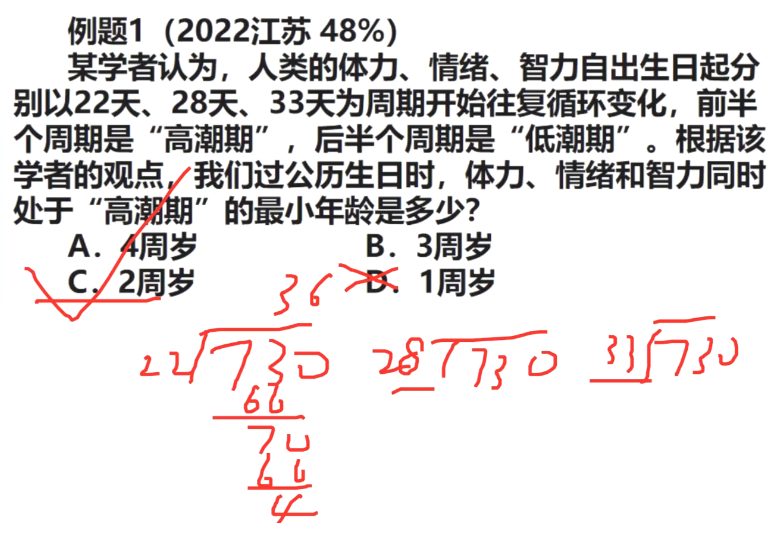 例题1（2022江苏 48%）
某学者认为，人类的体力、情绪、智力自出生日起分
别以22天、28天、33天为周期开始往复循环变化，前半
个周期是“高潮期”，后半个周期是“低潮期”。根据该
学者的观点，我们过公历生日时，体力、情绪和智力同时
处于“高潮期”的最小年龄是多少？
A．4周岁 B．3周岁
C．2周岁 D．1周岁
36
22 730 28 730 33 730
66
70
66
4